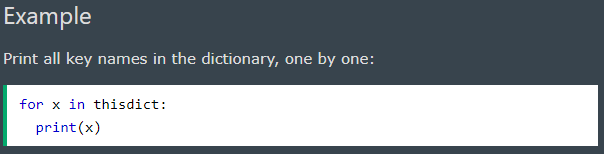 Example
Print all key names in the dictionary, one by one:
for x in thisdict:
  print(x)